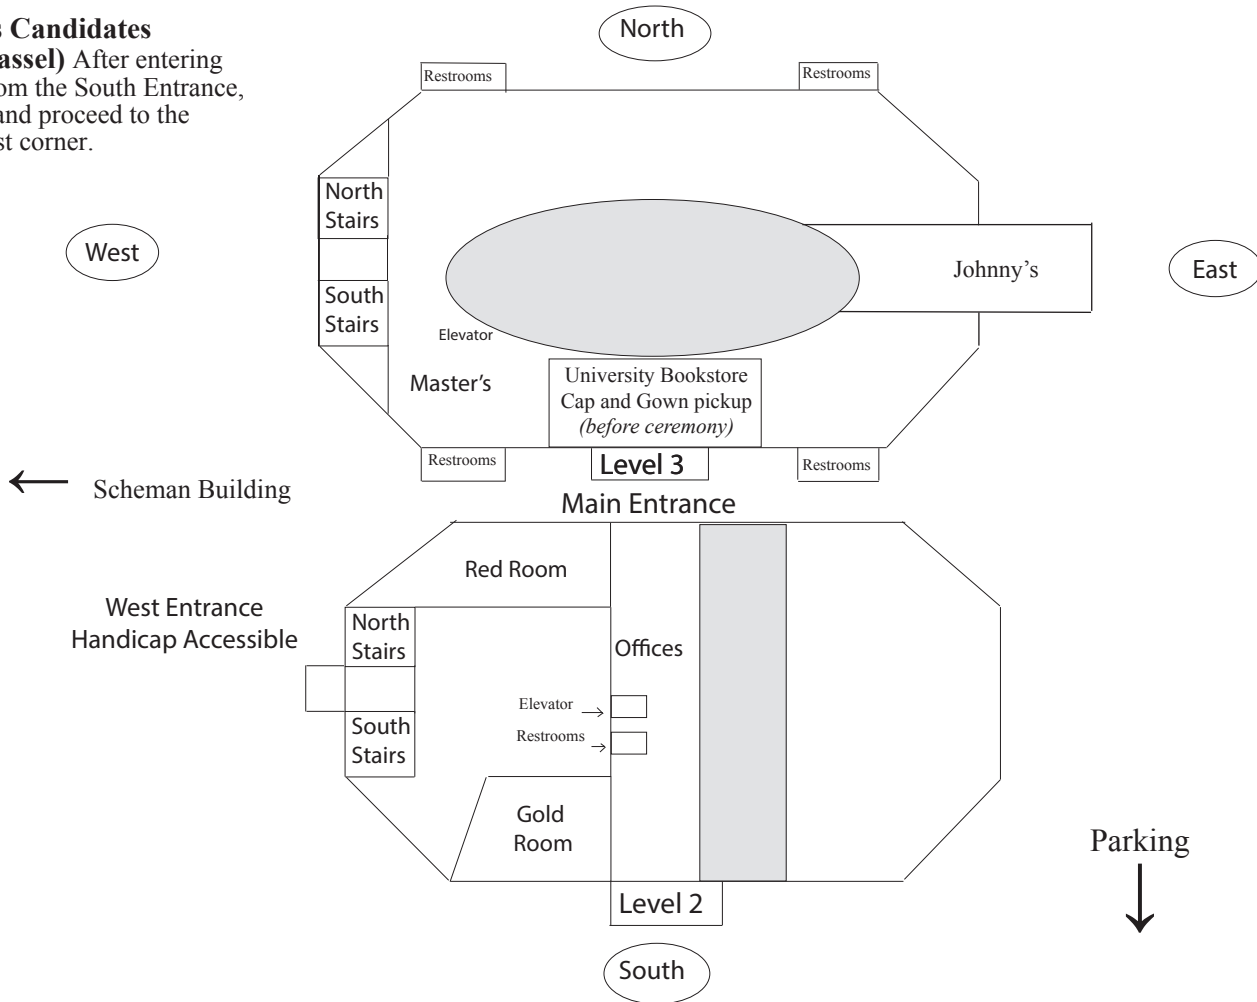 s Candidates
assel) After entering
om the South Entrance,
and proceed to the
st corner.
North
Restrooms
Restrooms
North
Stairs
West
South
Stairs
Elevator
Johnny's
East
Master's
University Bookstore
Cap and Gown pickup
(before ceremony)
Restrooms
Level 3
Restrooms
Scheman Building
Main Entrance
Red Room
West Entrance
Handicap Accessible
North
Stairs
Offices
Elevator
Restrooms
South
Stairs
Gold
Room
Parking
Level 2
South